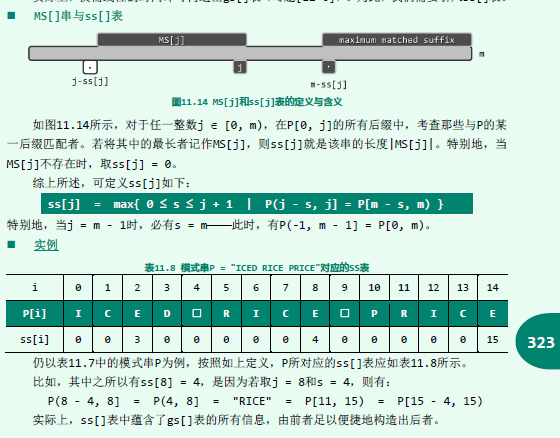 ■ MS[]串与ss[]表
MS[j]
maximum matched suffix
m
j
j-ss[j]
m-ss[j]
图11.14 MS[j]和ss[j]表的定义与含义
如图11.14所示，对于任一整数j ∈ [0, m)，在P[0, j]的所有后缀中，考查那些与P的某
一后缀匹配者。若将其中的最长者记作MS[j]，则ss[j]就是该串的长度|MS[j]|。特别地，当
MS[j]不存在时，取ss[j] = 0。
综上所述，可定义ss[j]如下：
ss[j] = max{ 0 ≤ s ≤ j + 1 | P(j - s, j] = P[m - s, m) }
特别地，当j = m - 1时，必有s = m——此时，有P(-1, m - 1] = P[0, m)。
■ 实例
表11.8 模式串P = "ICED RICE PRICE"对应的SS表
i 0 1 2 3 4 5 6 7 8 9 10 11 12 13 14
P[i] I C E D □ R I C E □ P R I C E
ss[i] 0 0 3 0 0 0 0 0 4 0 0 0 0 0 15
323
仍以表11.7中的模式串P为例，按照如上定义，P所对应的ss[]表应如表11.8所示。
比如，其中之所以有ss[8] = 4，是因为若取j = 8和s = 4，则有：
P(8 - 4, 8] = P(4, 8] = "RICE" = P[11, 15) = P[15 - 4, 15)
实际上，ss[]表中蕴含了gs[]表的所有信息，由前者足以便捷地构造出后者。